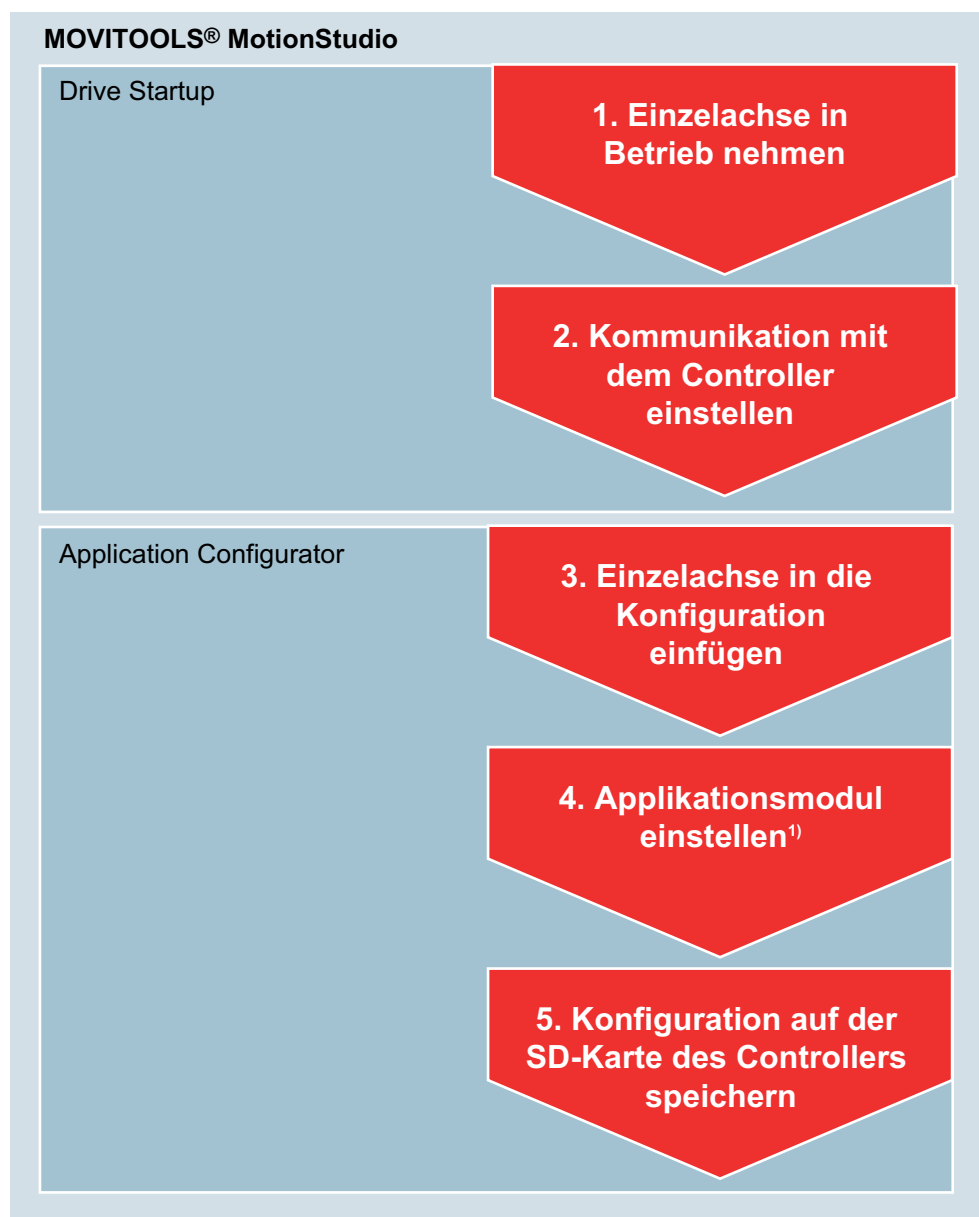 MOVITOOLS® MotionStudio
Drive Startup
1. Einzelachse in
Betrieb nehmen
2. Kommunikation mit
dem Controller
einstellen
Application Configurator
3. Einzelachse in die
Konfiguration
einfügen
4. Applikationsmodul
einstellen¹⁾
5. Konfiguration auf der
SD-Karte des Controllers
speichern